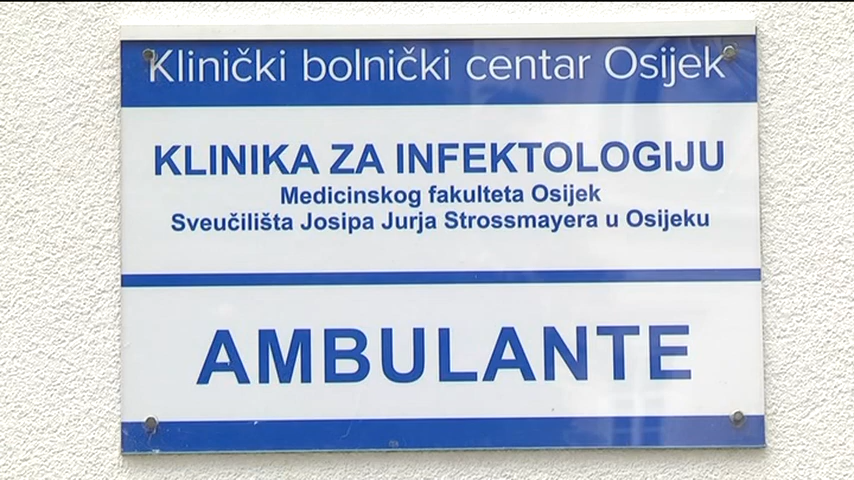 Klinički bolnički centar Osijek
KLINIKA ZA INFEKTOLOGIJU
Medicinskog fakulteta Osijek
Sveučilišta Josipa Jurja Strossmayera u Osijeku
AMBULANTE